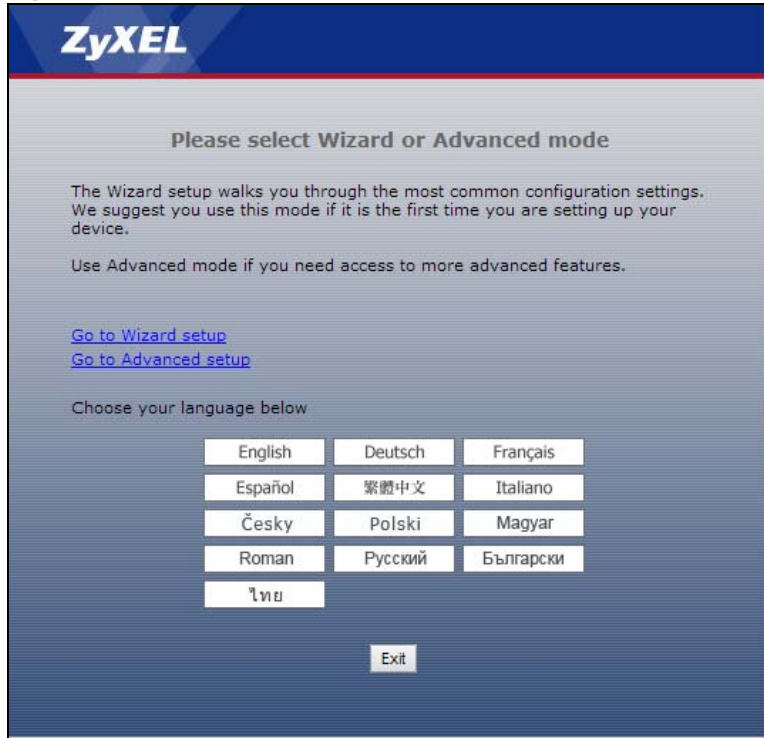 ZyXEL
Please select Wizard or Advanced mode
The Wizard setup walks you through the most common configuration settings.
We suggest you use this mode if it is the first time you are setting up your
device.
Use Advanced mode if you need access to more advanced features.
Go to Wizard setup
Go to Advanced setup
Choose your language below
English Deutsch Français
Español 繁體中文 Italiano
Česky Polski Magyar
Roman Русский Български
ไทย
Exit